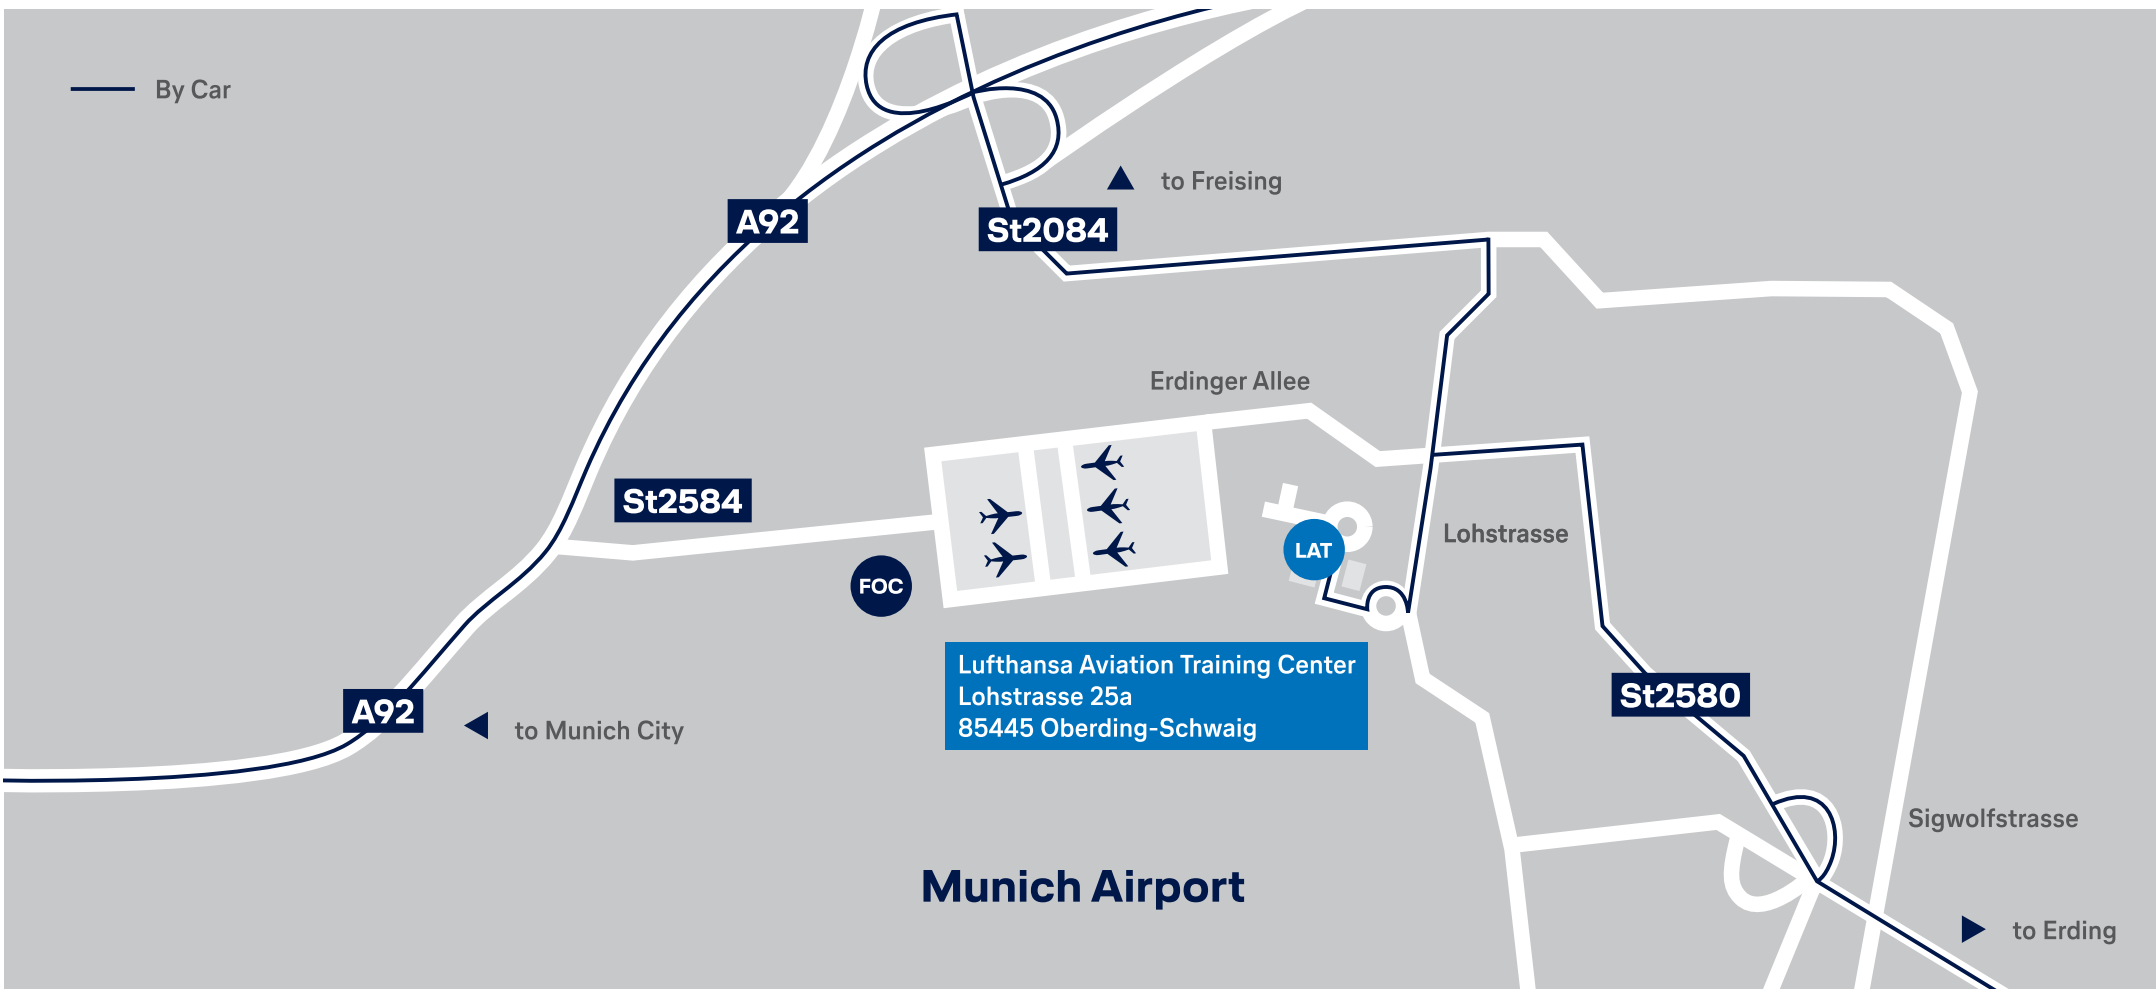 By Car
to Freising
A92
St2084
Erdinger Allee
St2584
Lohstrasse
LAT
FOC
Lufthansa Aviation Training Center
Lohstrasse 25a
85445 Oberding-Schwaig
St2580
A92
to Munich City
Sigwolfstrasse
Munich Airport
to Erding